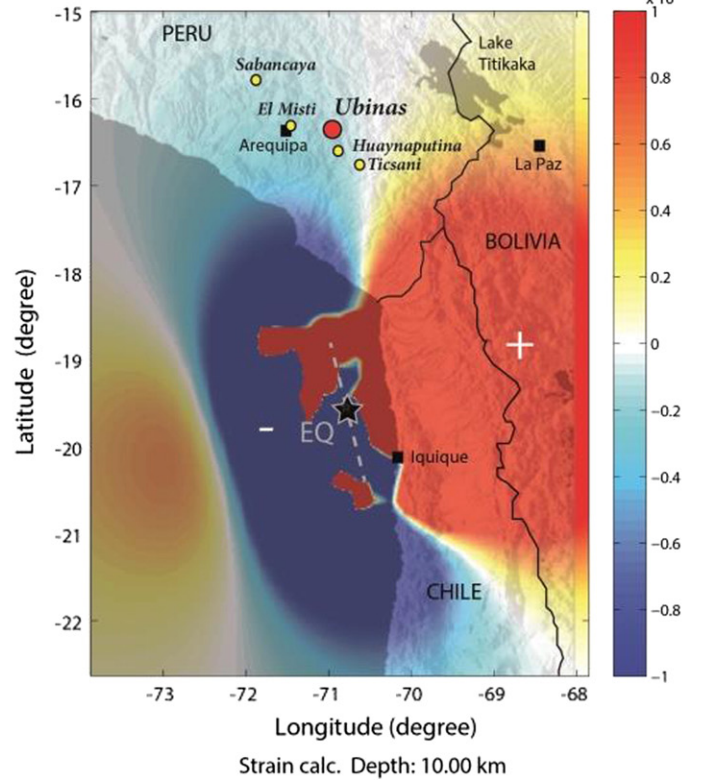 x 10
-15
PERU
Lake
Titikaka
Sabancaya
-16
El Misti
Ubinas
Arequipa
Huaynaputina
Ticsani
La Paz
-17
BOLIVIA
-18
-19
+
-20
-
EQ
Iquique
-21
CHILE
-22
Latitude (degree)
-73
-72
-71
-70
-69
-68
Longitude (degree)
Strain calc. Depth: 10.00 km
1
0.8
0.6
0.4
0.2
0
-0.2
-0.4
-0.6
-0.8
-1